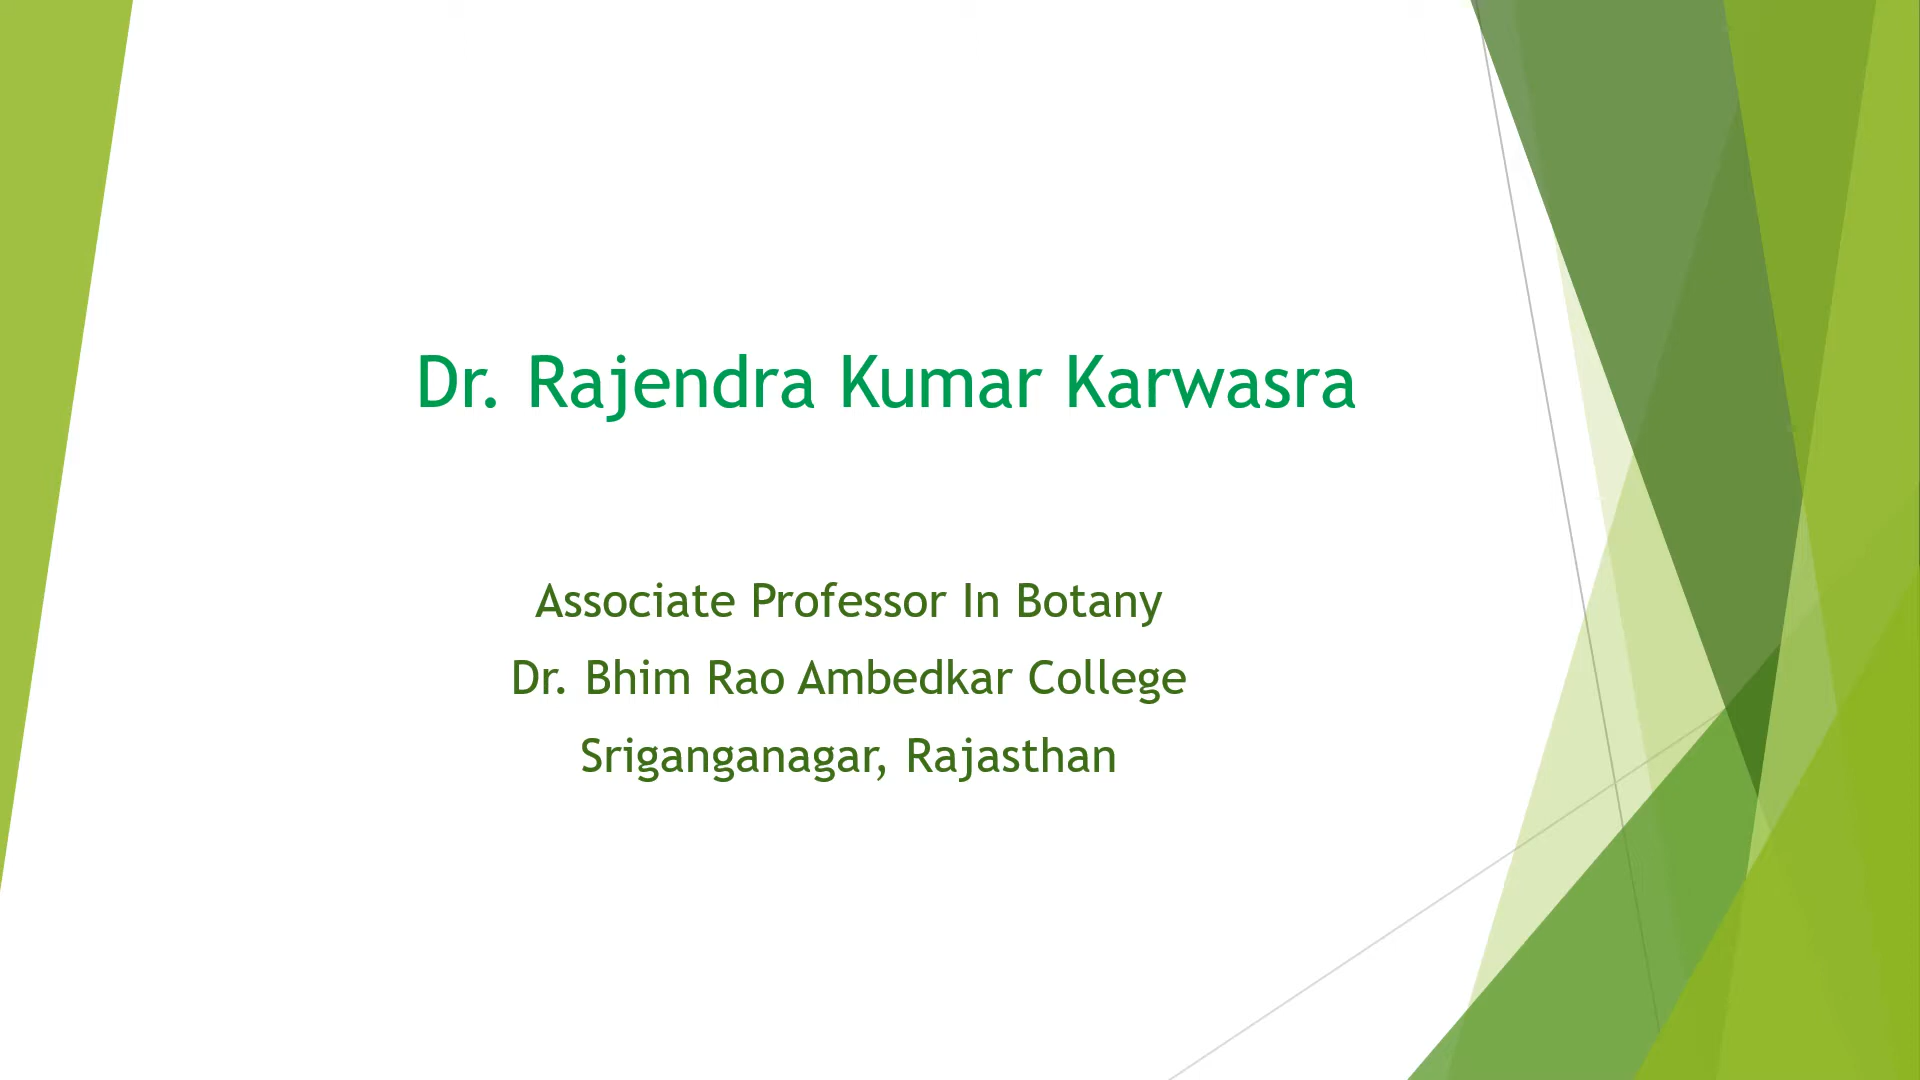 Dr. Rajendra Kumar Karwasra
Associate Professor In Botany
Dr. Bhim Rao Ambedkar College
Sriganganagar, Rajasthan